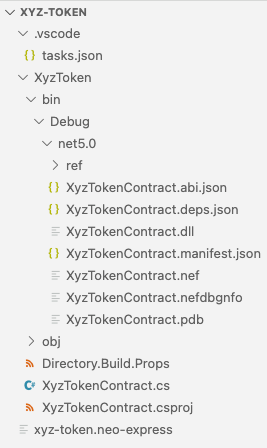 XYZ-TOKEN
.vscode
tasks.json
XyzToken
bin
Debug
net5.0
ref
XyzTokenContract.abi.json
XyzTokenContract.deps.json
XyzTokenContract.dll
XyzTokenContract.manifest.json
XyzTokenContract.nef
XyzTokenContract.nefdbgnfo
XyzTokenContract.pdb
obj
Directory.Build.Props
XyzTokenContract.cs
XyzTokenContract.csproj
xyz-token.neo-express